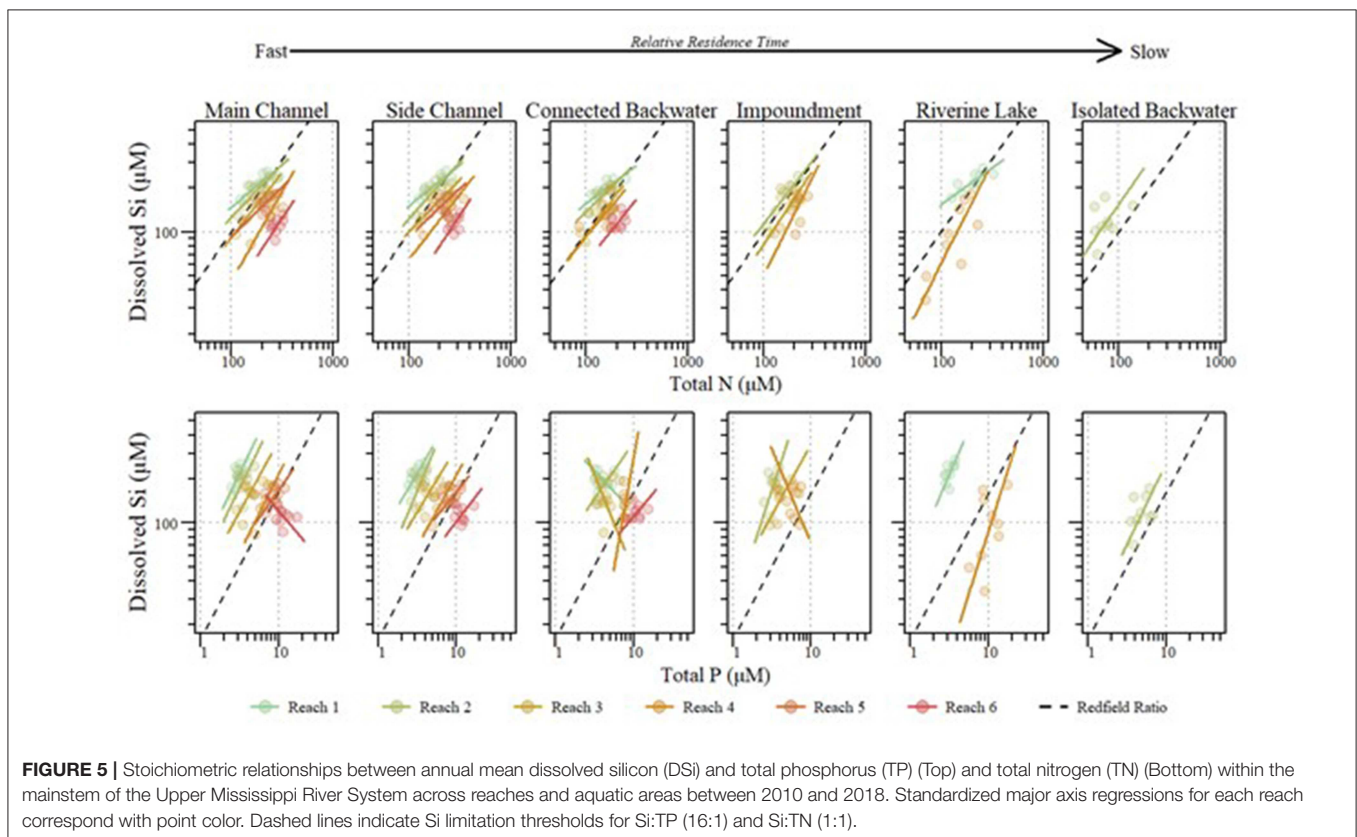 Relative Residence Time
Fast Slow
Main Channel Side Channel Connected Backwater Impoundment Riverine Lake Isolated Backwater
Dissolved Si (µM)
100
100 1000 100 1000 100 1000 100 1000 100 1000 100 1000
Total N (µM)
Dissolved Si (µM)
100
1 10 1 10 1 10 1 10 1 10 1 10
Total P (µM)
Reach 1 Reach 2 Reach 3 Reach 4 Reach 5 Reach 6 Redfield Ratio
FIGURE 5 | Stoichiometric relationships between annual mean dissolved silicon (DSi) and total phosphorus (TP) (Top) and total nitrogen (TN) (Bottom) within the
mainstem of the Upper Mississippi River System across reaches and aquatic areas between 2010 and 2018. Standardized major axis regressions for each reach
correspond with point color. Dashed lines indicate Si limitation thresholds for Si:TP (16:1) and Si:TN (1:1).